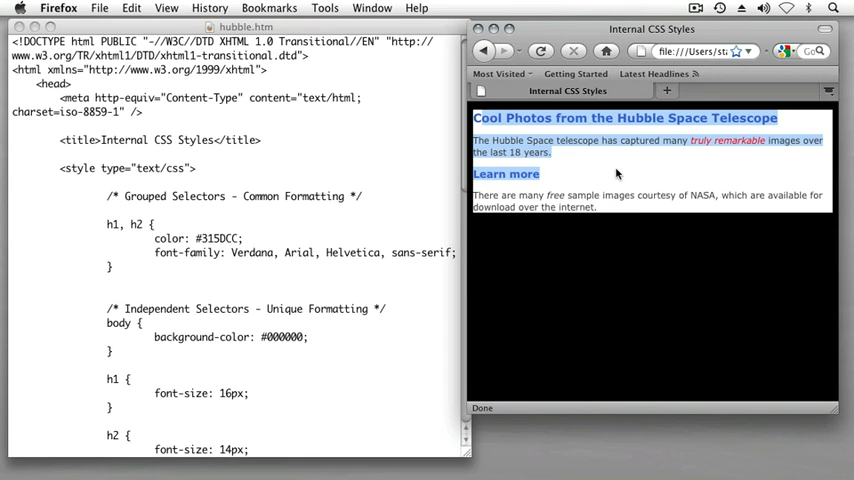 Firefox File Edit View History Bookmarks Tools Window Help
hubble.htm
<!DOCTYPE html PUBLIC "-//W3C//DTD XHTML 1.0 Transitional//EN" "http://
www.w3.org/TR/xhtml1/DTD/xhtml1-transitional.dtd">
<html xmlns="http://www.w3.org/1999/xhtml">
<head>
<meta http-equiv="Content-Type" content="text/html;
charset=iso-8859-1" />
<title>Internal CSS Styles</title>
<style type="text/css">
/* Grouped Selectors - Common Formatting */
h1, h2 {
color: #315DCC;
font-family: Verdana, Arial, Helvetica, sans-serif;
}
/* Independent Selectors - Unique Formatting */
body {
background-color: #000000;
}
h1 {
font-size: 16px;
}
h2 {
font-size: 14px;
Internal CSS Styles
file:///Users/st
Most Visited Getting Started Latest Headlines
Internal CSS Styles
Cool Photos from the Hubble Space Telescope
The Hubble Space telescope has captured many truly remarkable images over
the last 18 years.
Learn more
There are many free sample images courtesy of NASA, which are available for
download over the internet.
Done